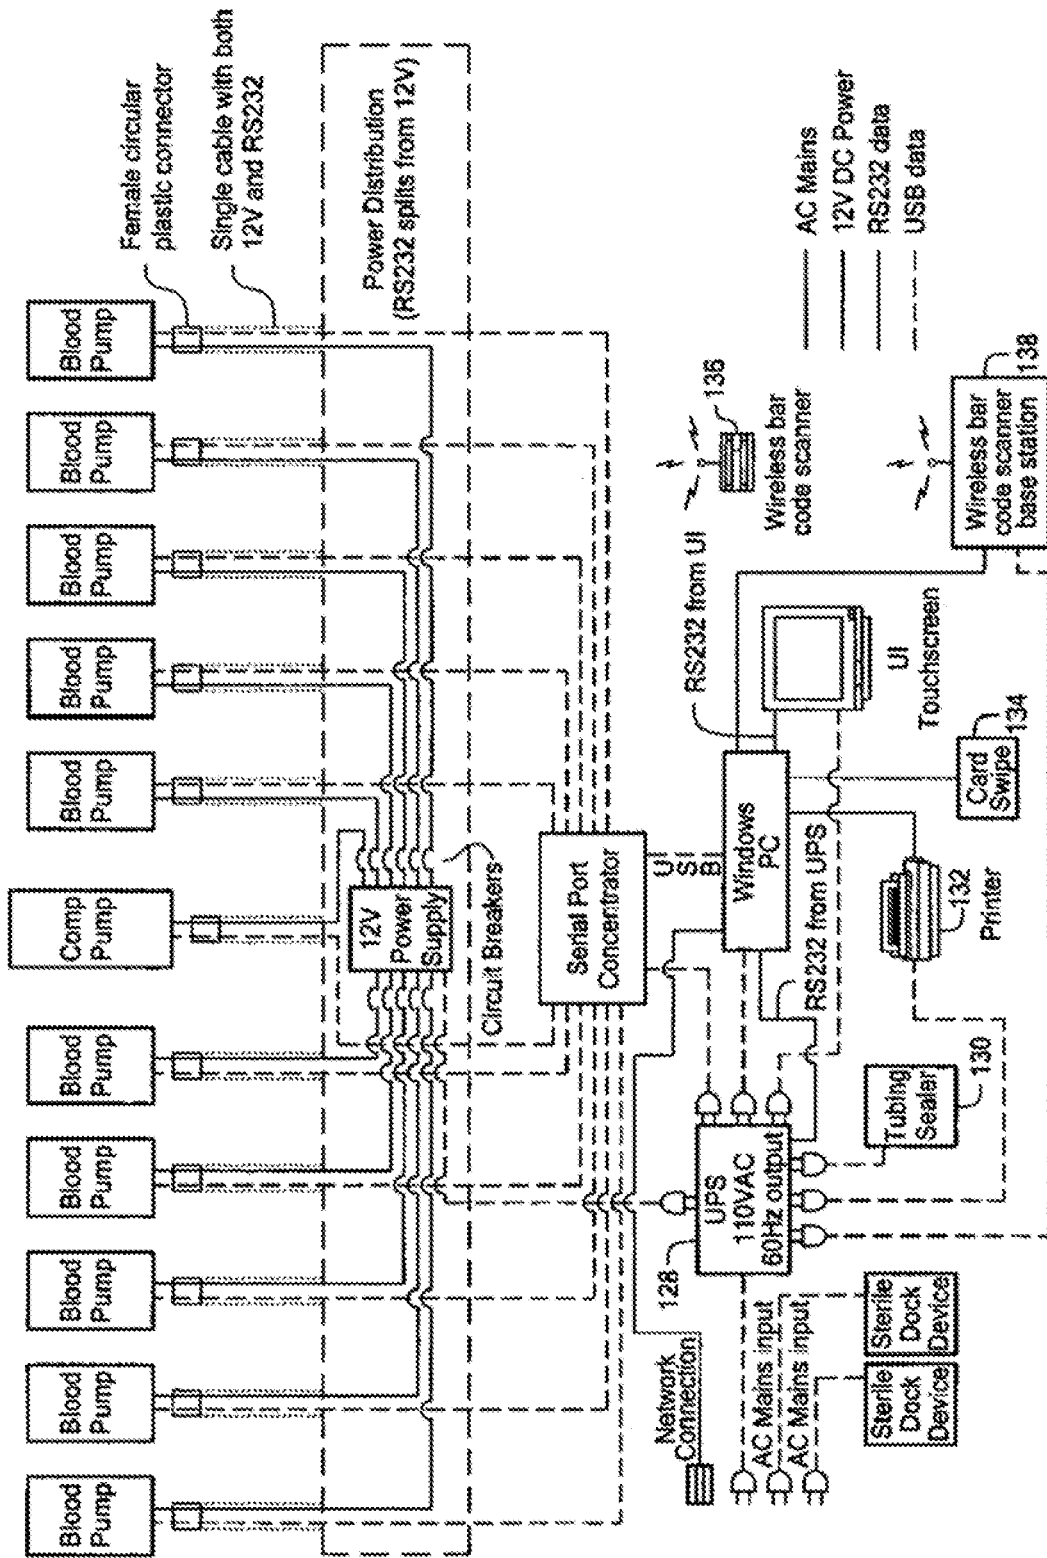 Blood
Pump
Blood
Pump
Blood
Pump
Blood
Pump
Blood
Pump
Comp
Pump
Blood
Pump
Blood
Pump
Blood
Pump
Blood
Pump
Blood
Pump
Female circular
plastic connector
Single cable with both
12V and RS232
Power Distribution
(RS232 splits from 12V)
12V
Power
Supply
Circuit Breakers
Serial Port
Concentrator
USB
Network
Connection
128
UPS
110VAC
60Hz output
AC Mains input
AC Mains input
Sterile
Dock
Device
Sterile
Dock
Device
Tubing
Sealer
130
RS232 from UPS
Windows
PC
132
Printer
Card
Swipe
134
RS232 from UI
UI
Touchscreen
136
Wireless bar
code scanner
138
Wireless bar
code scanner
base station
AC Mains
12V DC Power
RS232 data
USB data